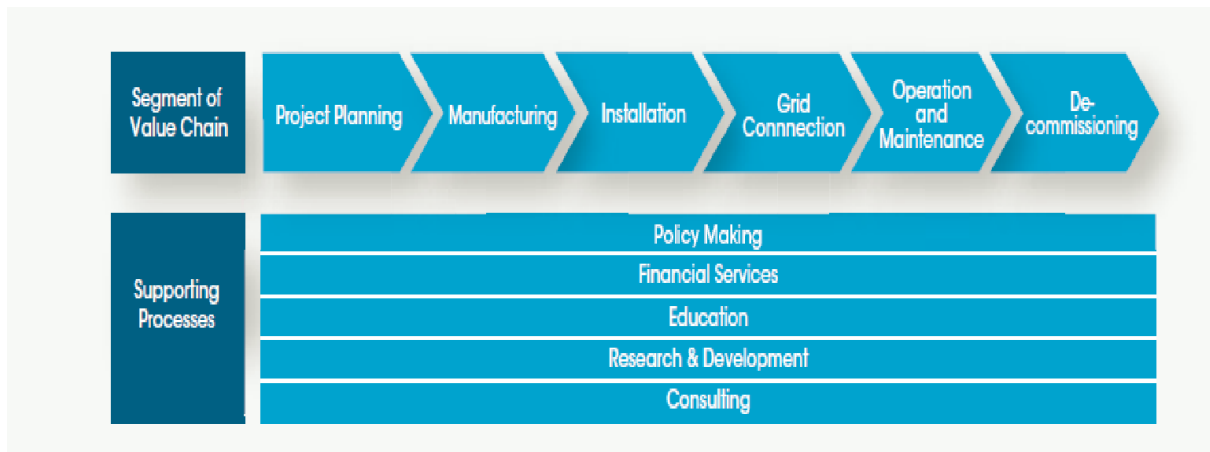 Segment of
Value Chain
Project Planning
Manufacturing
Installation
Grid
Connnection
Operation
and
Maintenance
De-
commissioning
Supporting
Processes
Policy Making
Financial Services
Education
Research & Development
Consulting